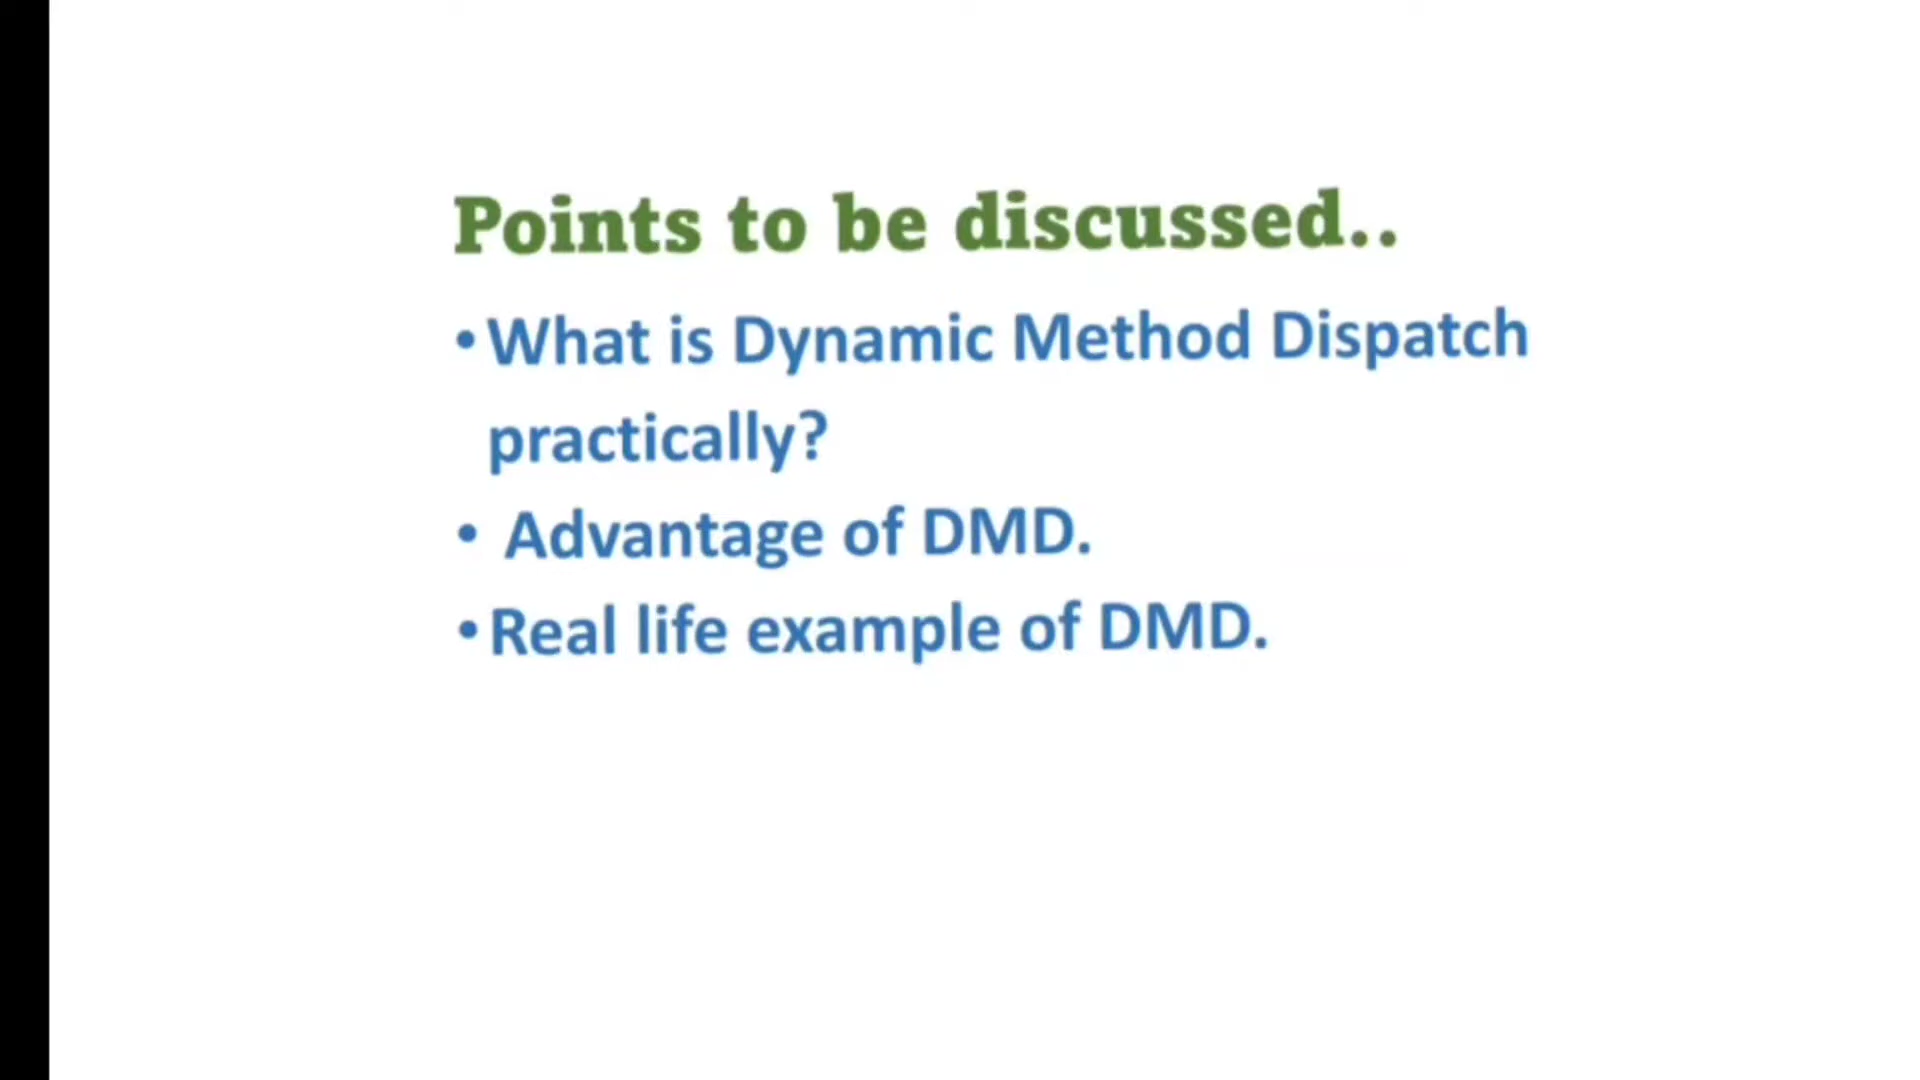 Points to be discussed..
• What is Dynamic Method Dispatch
practically?
• Advantage of DMD.
• Real life example of DMD.